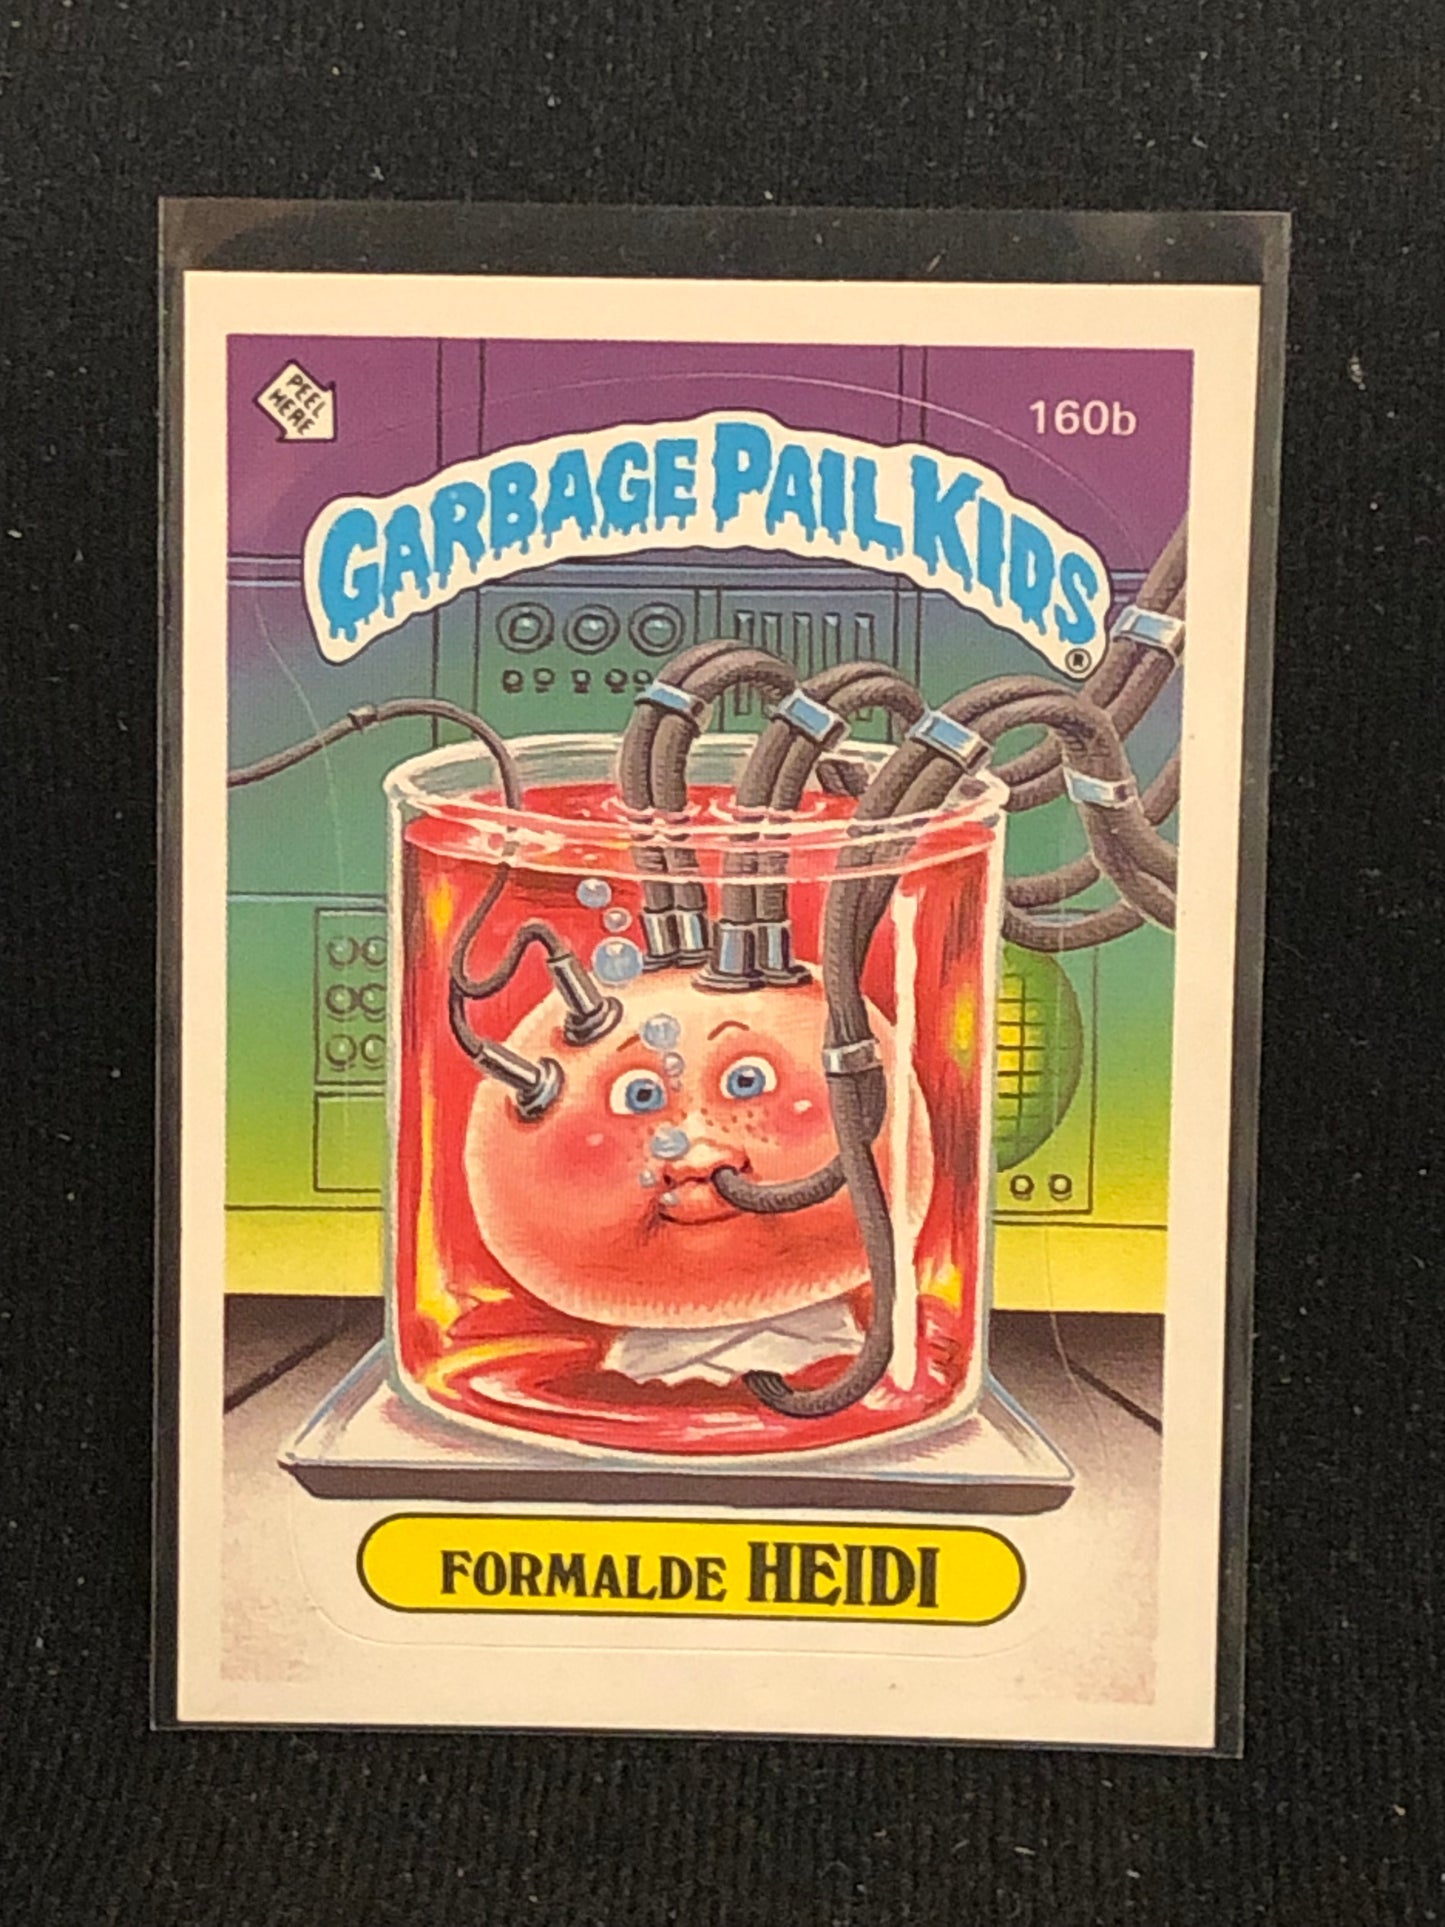 PEEL
HERE
160b
GARBAGE PAIL KIDS
®
FORMALDE HEIDI